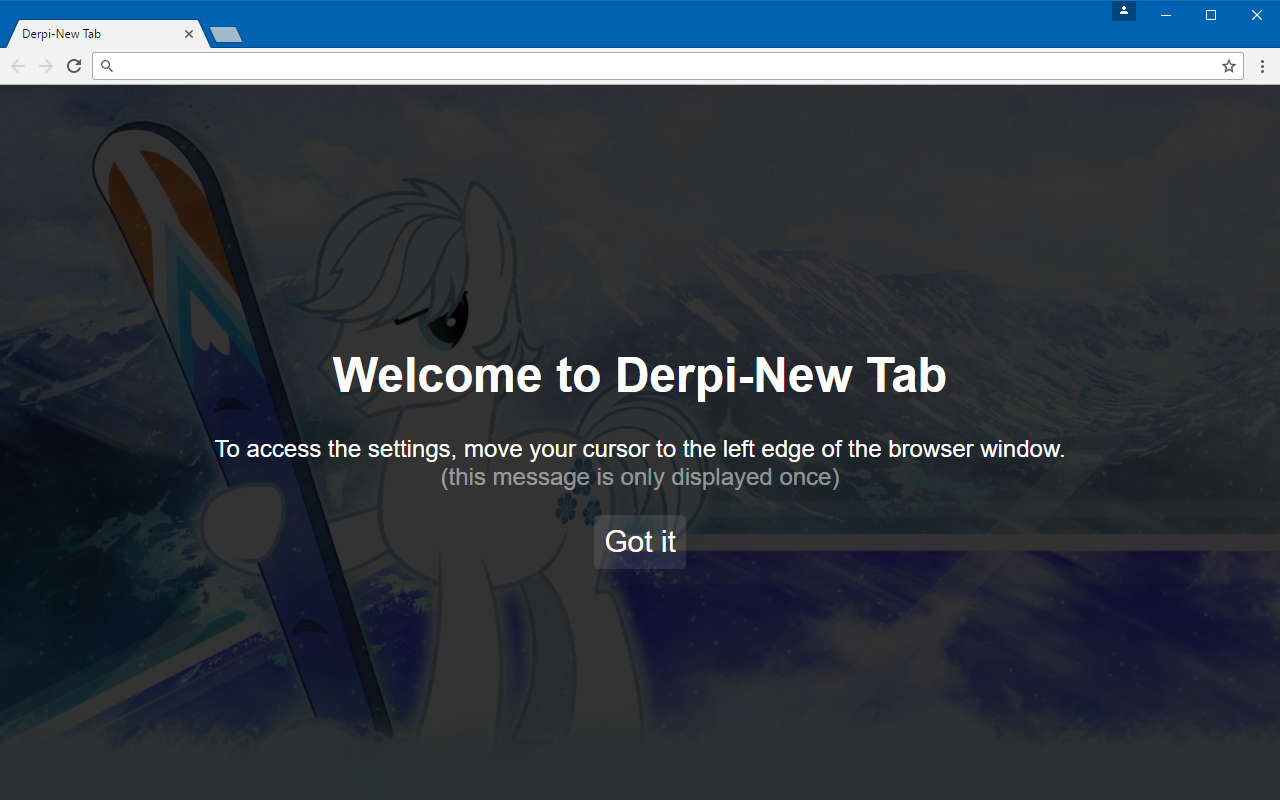 Derpi-New Tab
Welcome to Derpi-New Tab
To access the settings, move your cursor to the left edge of the browser window.
(this message is only displayed once)
Got it